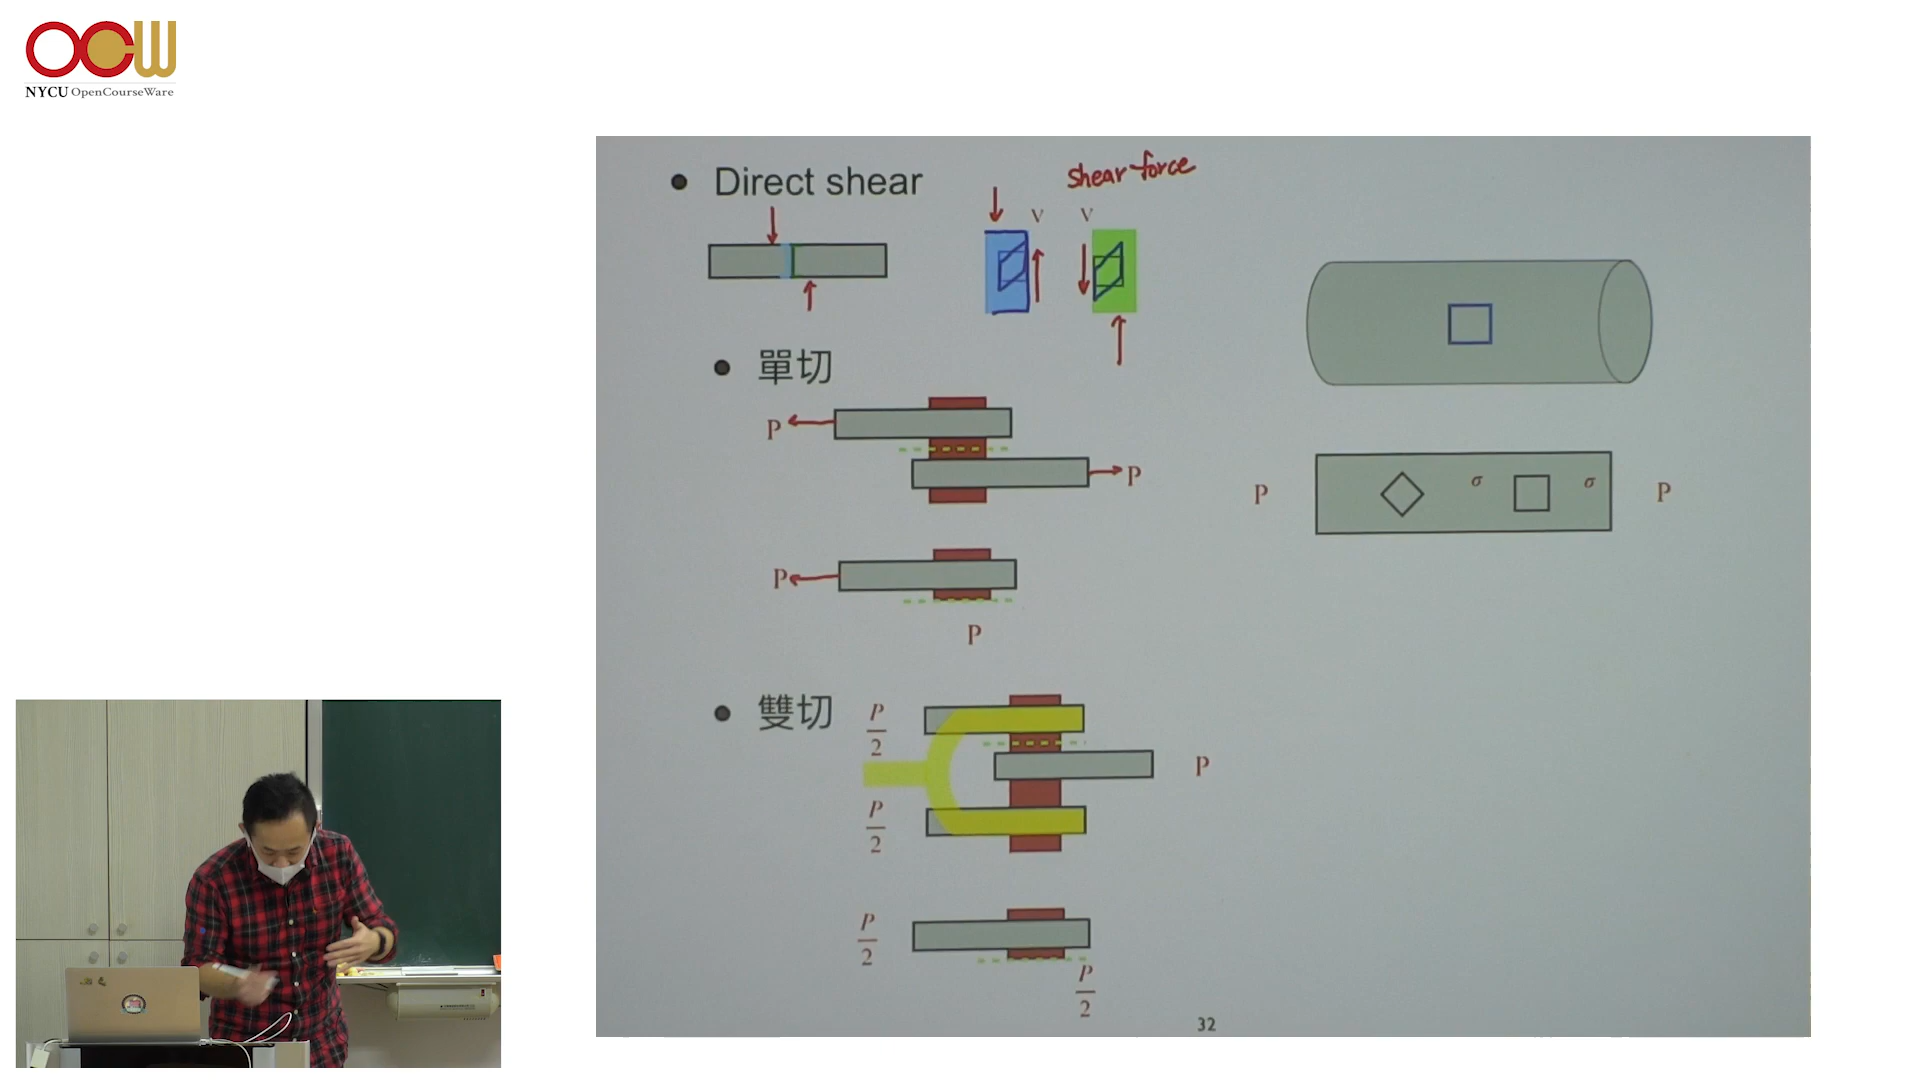 OCW
NYCU OpenCourseWare
Direct shear
shear force
V
V
單切
P
P
P
P
P
σ
σ
P
雙切
P
2
P
P
2
P
2
P
2
32